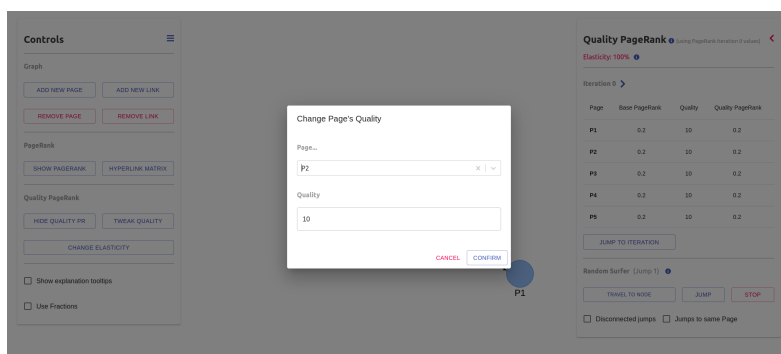 Controls
Graph
ADD NEW PAGE ADD NEW LINK
REMOVE PAGE REMOVE LINK
PageRank
SHOW PAGERANK HYPERLINK MATRIX
Quality PageRank
HIDE QUALITY PR TWEAK QUALITY
CHANGE ELASTICITY
Show explanation tooltips
Use Fractions
Change Page's Quality
Page...
P2
Quality
10
CANCEL CONFIRM
P1
Quality PageRank (using PageRank iteration 0 values)
Elasticity: 100%
Iteration 0
Page Base PageRank Quality Quality PageRank
P1 0.2 10 0.2
P2 0.2 10 0.2
P3 0.2 10 0.2
P4 0.2 10 0.2
P5 0.2 10 0.2
JUMP TO ITERATION
Random Surfer (Jump 1)
TRAVEL TO NODE JUMP STOP
Disconnected jumps Jumps to same Page